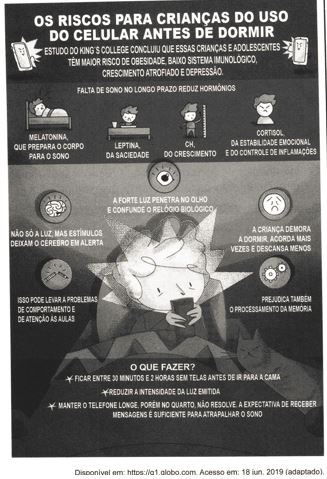 OS RISCOS PARA CRIANÇAS DO USO
DO CELULAR ANTES DE DORMIR
ESTUDO DO KING'S COLLEGE CONCLUIU QUE ESSAS CRIANÇAS E ADOLESCENTES
TÊM MAIOR RISCO DE OBESIDADE, BAIXO SISTEMA IMUNOLÓGICO,
CRESCIMENTO ATROFIADO E DEPRESSÃO.
FALTA DE SONO NO LONGO PRAZO REDUZ HORMÔNIOS
MELATONINA,
QUE PREPARA O CORPO
PARA O SONO
LEPTINA,
DA SACIEDADE
CH,
DO CRESCIMENTO
CORTISOL,
DA ESTABILIDADE EMOCIONAL
E DO CONTROLE DE INFLAMAÇÕES
A FORTE LUZ PENETRA NO OLHO
E CONFUNDE O RELÓGIO BIOLÓGICO
NÃO SÓ A LUZ, MAS ESTÍMULOS
DEIXAM O CÉREBRO EM ALERTA
A CRIANÇA DEMORA
A DORMIR, ACORDA MAIS
VEZES E DESCANSA MENOS
ISSO PODE LEVAR A PROBLEMAS
DE COMPORTAMENTO E
DE ATENÇÃO ÀS AULAS
PREJUDICA TAMBÉM
O PROCESSAMENTO DA MEMÓRIA
O QUE FAZER?
FICAR ENTRE 30 MINUTOS E 2 HORAS SEM TELAS ANTES DE IR PARA A CAMA
REDUZIR A INTENSIDADE DA LUZ EMITIDA
MANTER O TELEFONE LONGE, PORÉM NO QUARTO, NÃO RESOLVE. A EXPECTATIVA DE RECEBER
MENSAGENS É SUFICIENTE PARA ATRAPALHAR O SONO
Disponível em: https://g1.globo.com. Acesso em: 18 jun. 2019 (adaptado).